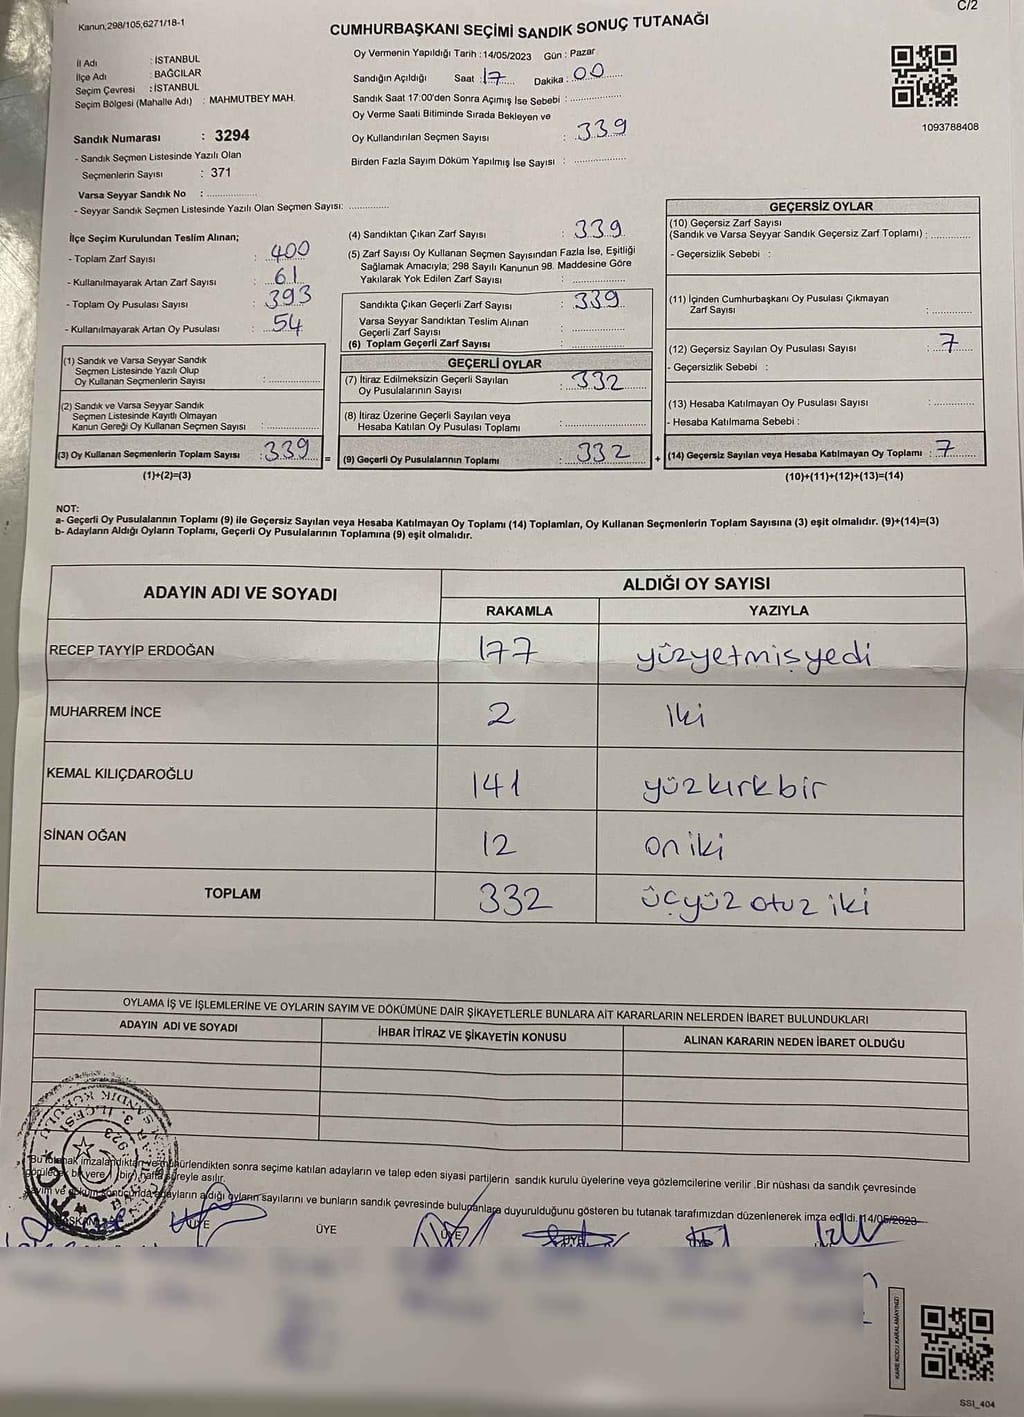 Kanun,298/105,6271/18-1
C/2
CUMHURBAŞKANI SEÇİMİ SANDIK SONUÇ TUTANAĞI
İl Adı : İSTANBUL
İlçe Adı : BAĞCILAR
Seçim Çevresi : İSTANBUL
Seçim Bölgesi (Mahalle Adı) : MAHMUTBEY MAH.
Sandık Numarası : 3294
- Sandık Seçmen Listesinde Yazılı Olan
Seçmenlerin Sayısı : 371
Varsa Seyyar Sandık No : ................
- Seyyar Sandık Seçmen Listesinde Yazılı Olan Seçmen Sayısı: .............
Oy Vermenin Yapıldığı Tarih : 14/05/2023 Gün : Pazar
Sandığın Açıldığı Saat : 17 Dakika : 00
Sandık Saat 17:00'den Sonra Açımış İse Sebebi : ................
Oy Verme Saati Bitiminde Sırada Bekleyen ve
Oy Kullandırılan Seçmen Sayısı : 339
Birden Fazla Sayım Döküm Yapılmış İse Sayısı : ................
1093788408
İlçe Seçim Kurulundan Teslim Alınan;
- Toplam Zarf Sayısı : 400
- Kullanılmayarak Artan Zarf Sayısı : 61
- Toplam Oy Pusulası Sayısı : 393
- Kullanılmayarak Artan Oy Pusulası : 54
(1) Sandık ve Varsa Seyyar Sandık
Seçmen Listesinde Yazılı Olup
Oy Kullanan Seçmenlerin Sayısı : ................
(2) Sandık ve Varsa Seyyar Sandık
Seçmen Listesinde Kayıtlı Olmayan
Kanun Gereği Oy Kullanan Seçmen Sayısı : ................
(3) Oy Kullanan Seçmenlerin Toplam Sayısı : 339
(1)+(2)=(3)
=
(4) Sandıktan Çıkan Zarf Sayısı : 339
(5) Zarf Sayısı Oy Kullanan Seçmen Sayısından Fazla İse, Eşitliği
Sağlamak Amacıyla; 298 Sayılı Kanunun 98. Maddesine Göre
Yakılarak Yok Edilen Zarf Sayısı : ................
Sandıkta Çıkan Geçerli Zarf Sayısı : 339
Varsa Seyyar Sandıktan Teslim Alınan
Geçerli Zarf Sayısı : ................
(6) Toplam Geçerli Zarf Sayısı : ................
GEÇERLİ OYLAR
(7) İtiraz Edilmeksizin Geçerli Sayılan
Oy Pusulalarının Sayısı : 332
(8) İtiraz Üzerine Geçerli Sayılan veya
Hesaba Katılan Oy Pusulası Toplamı : ................
(9) Geçerli Oy Pusulalarının Toplamı : 332
+
GEÇERSİZ OYLAR
(10) Geçersiz Zarf Sayısı
(Sandık ve Varsa Seyyar Sandık Geçersiz Zarf Toplamı) : ............
- Geçersizlik Sebebi :
(11) İçinden Cumhurbaşkanı Oy Pusulası Çıkmayan
Zarf Sayısı : ............
(12) Geçersiz Sayılan Oy Pusulası Sayısı : 7
- Geçersizlik Sebebi :
(13) Hesaba Katılmayan Oy Pusulası Sayısı : ............
- Hesaba Katılmama Sebebi :
(14) Geçersiz Sayılan veya Hesaba Katılmayan Oy Toplamı : 7
(10)+(11)+(12)+(13)=(14)
NOT:
a- Geçerli Oy Pusulalarının Toplamı (9) ile Geçersiz Sayılan veya Hesaba Katılmayan Oy Toplamı (14) Toplamları, Oy Kullanan Seçmenlerin Toplam Sayısına (3) eşit olmalıdır. (9)+(14)=(3)
b- Adayların Aldığı Oyların Toplamı, Geçerli Oy Pusulalarının Toplamına (9) eşit olmalıdır.
ADAYIN ADI VE SOYADI
ALDIĞI OY SAYISI
RAKAMLA YAZIYLA
RECEP TAYYİP ERDOĞAN 177 yüzyetmişyedi
MUHARREM İNCE 2 iki
KEMAL KILIÇDAROĞLU 141 yüzkırkbir
SİNAN OĞAN 12 oniki
TOPLAM 332 üçyüz otuz iki
OYLAMA İŞ VE İŞLEMLERİNE VE OYLARIN SAYIM VE DÖKÜMÜNE DAİR ŞİKAYETLERLE BUNLARA AİT KARARLARIN NELERDEN İBARET BULUNDUKLARI
ADAYIN ADI VE SOYADI İHBAR İTİRAZ VE ŞİKAYETİN KONUSU ALINAN KARARIN NEDEN İBARET OLDUĞU
Bu tutanak imzalandıktan ve mühürlendikten sonra seçime katılan adayların ve talep eden siyasi partilerin sandık kurulu üyelerine veya gözlemcilerine verilir .Bir nüshası da sandık çevresinde
görülecek bir yere bir hafta süreyle asılır.
Sayım ve döküm sonucunda adayların aldığı oyların sayılarını ve bunların sandık çevresinde bulunanlara duyurulduğunu gösteren bu tutanak tarafımızdan düzenlenerek imza edildi. 14/05/2023
BAŞKAN ÜYE ÜYE ÜYE ÜYE
KARE KODU KARALAMAYINIZ!
SSI_404